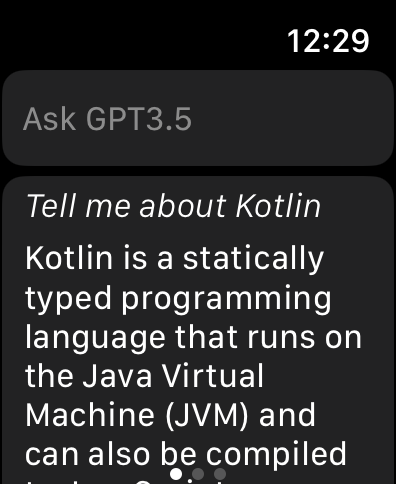 12:29
Ask GPT3.5
Tell me about Kotlin
Kotlin is a statically
typed programming
language that runs on
the Java Virtual
Machine (JVM) and
can also be compiled